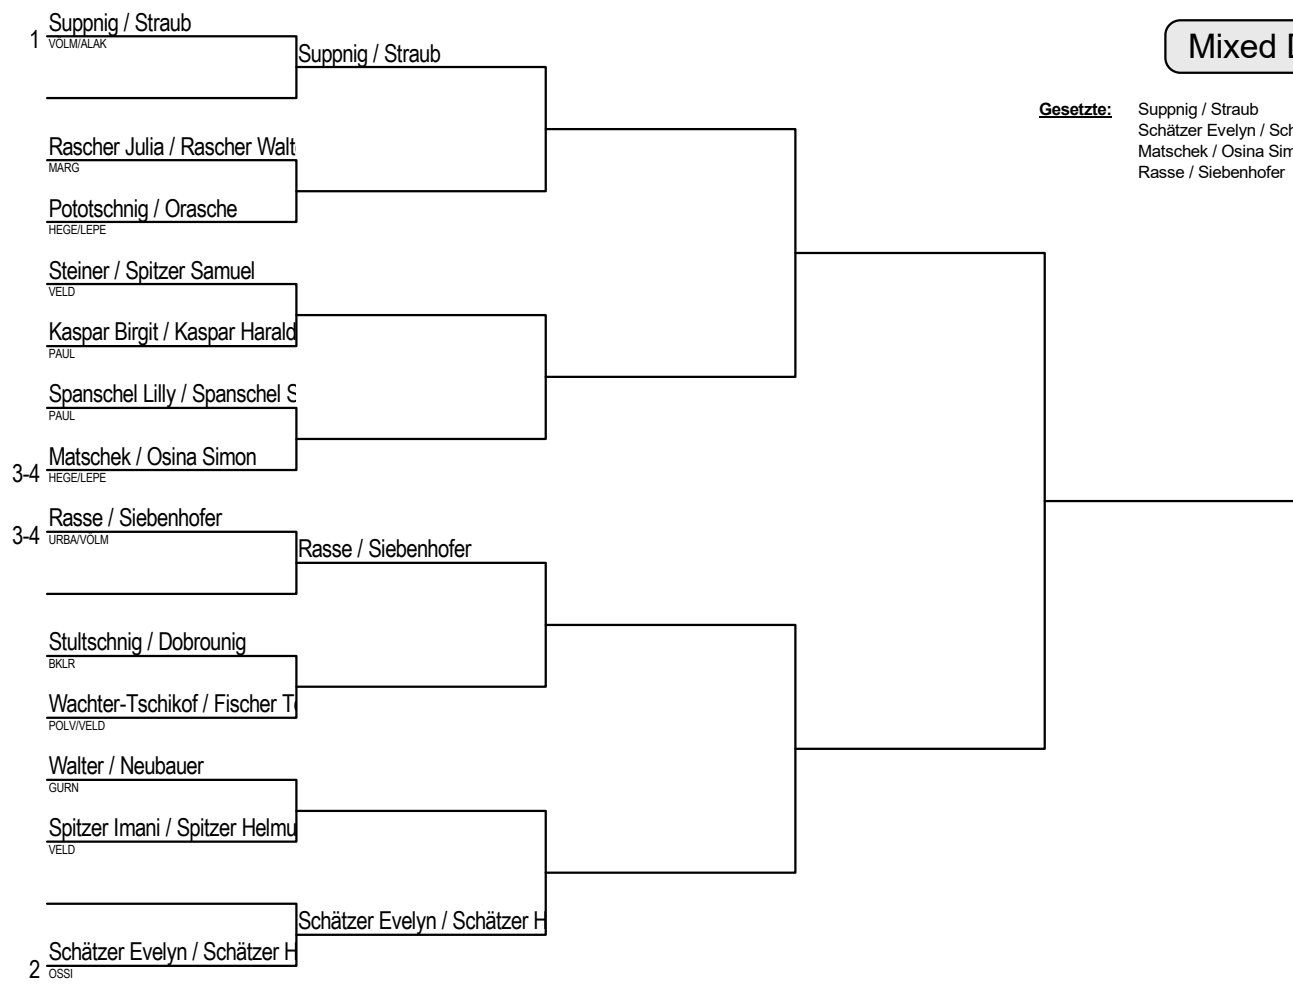 Suppnig / Straub
1
VÖLM/ALAK
Suppnig / Straub
Mixed
Gesetzte:
Suppnig / Straub
Schätzer Evelyn / Sch
Matschek / Osina Sim
Rasse / Siebenhofer
Rascher Julia / Rascher Walt
MARG
Pototschnig / Orasche
HEGE/LEPE
Steiner / Spitzer Samuel
VELD
Kaspar Birgit / Kaspar Harald
PAUL
Spanschel Lilly / Spanschel S
PAUL
Matschek / Osina Simon
3-4
HEGE/LEPE
Rasse / Siebenhofer
3-4
URBA/VÖLM
Rasse / Siebenhofer
Stultschnig / Dobrounig
BKLR
Wachter-Tschikof / Fischer T
POLV/VELD
Walter / Neubauer
GURN
Spitzer Imani / Spitzer Helmu
VELD
Schätzer Evelyn / Schätzer H
Schätzer Evelyn / Schätzer H
2
OSSI